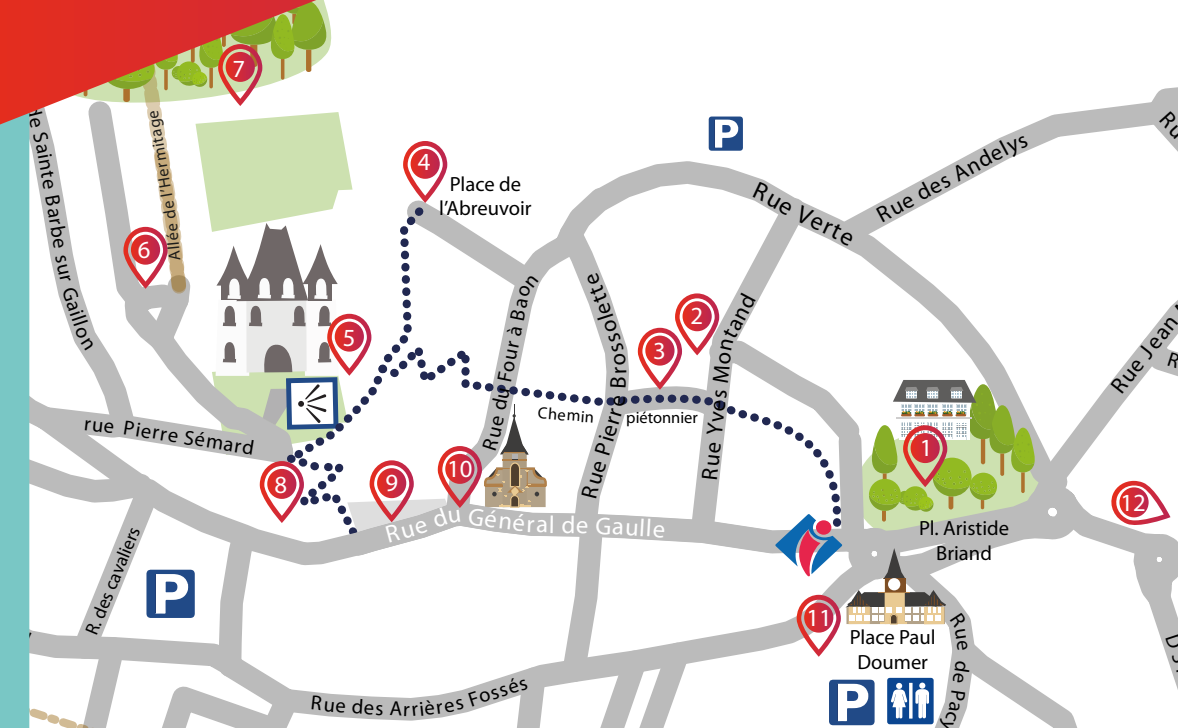 7
P
Rue des Andelys
Ru
de Sainte Barbe sur Gaillon
Allée de l'Hermitage
4
Place de
l'Abreuvoir
Rue Verte
6
5
2
3
Rue du Four à Baon
Rue Pierre Brossolette
Rue Yves Montand
Rue Jean
R
Chemin
piétonnier
rue Pierre Sémard
1
8
9
10
12
Rue du Général de Gaulle
Pl. Aristide
Briand
R. des cavaliers
P
11
Place Paul
Doumer
Rue de Pacy
Rue des Arrières Fossés
P